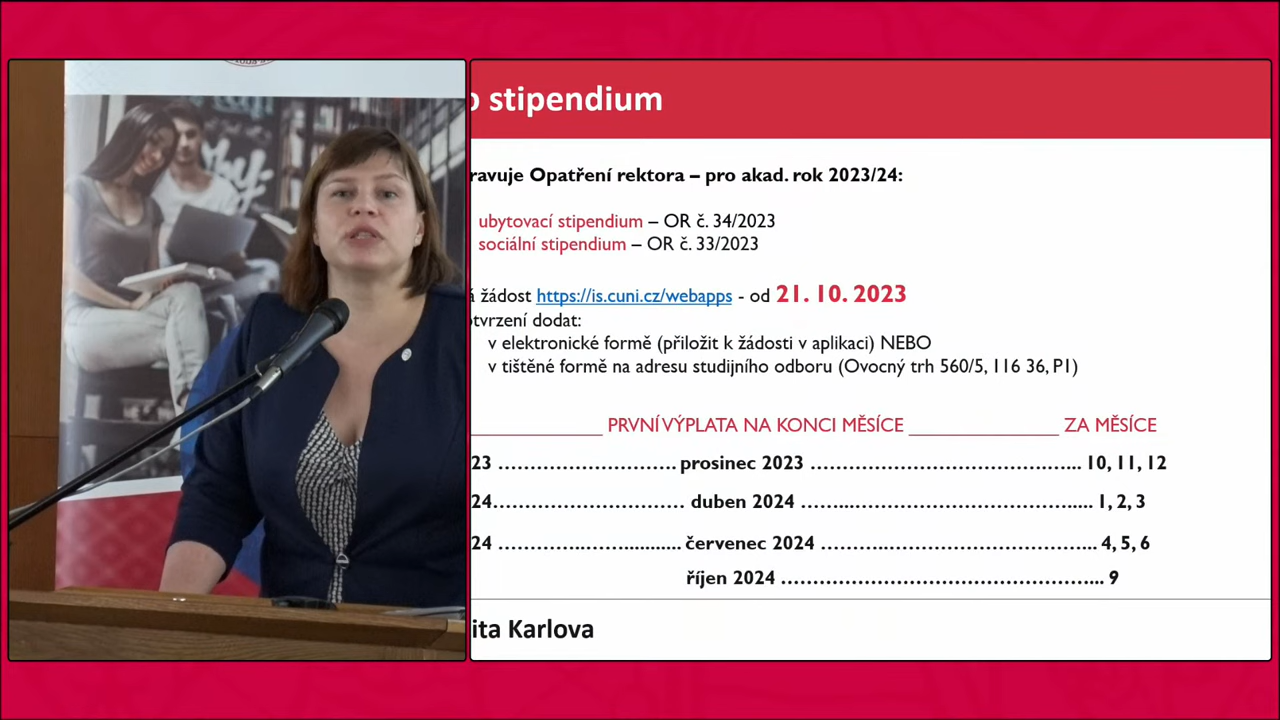 o stipendium
ravuje Opatření rektora – pro akad. rok 2023/24:
ubytovací stipendium – OR č. 34/2023
sociální stipendium – OR č. 33/2023
á žádost https://is.cuni.cz/webapps - od 21. 10. 2023
otvrzení dodat:
v elektronické formě (přiložit k žádosti v aplikaci) NEBO
v tištěné formě na adresu studijního odboru (Ovocný trh 560/5, 116 36, P1)
____________ PRVNÍ VÝPLATA NA KONCI MĚSÍCE _____________ ZA MĚSÍCE
23 ………………………. prosinec 2023 …………………………….….. 10, 11, 12
24………………………… duben 2024 ……...……………………………..... 1, 2, 3
24 …………..……........... červenec 2024 ………..…………………………... 4, 5, 6
říjen 2024 …………………………………………... 9
ita Karlova